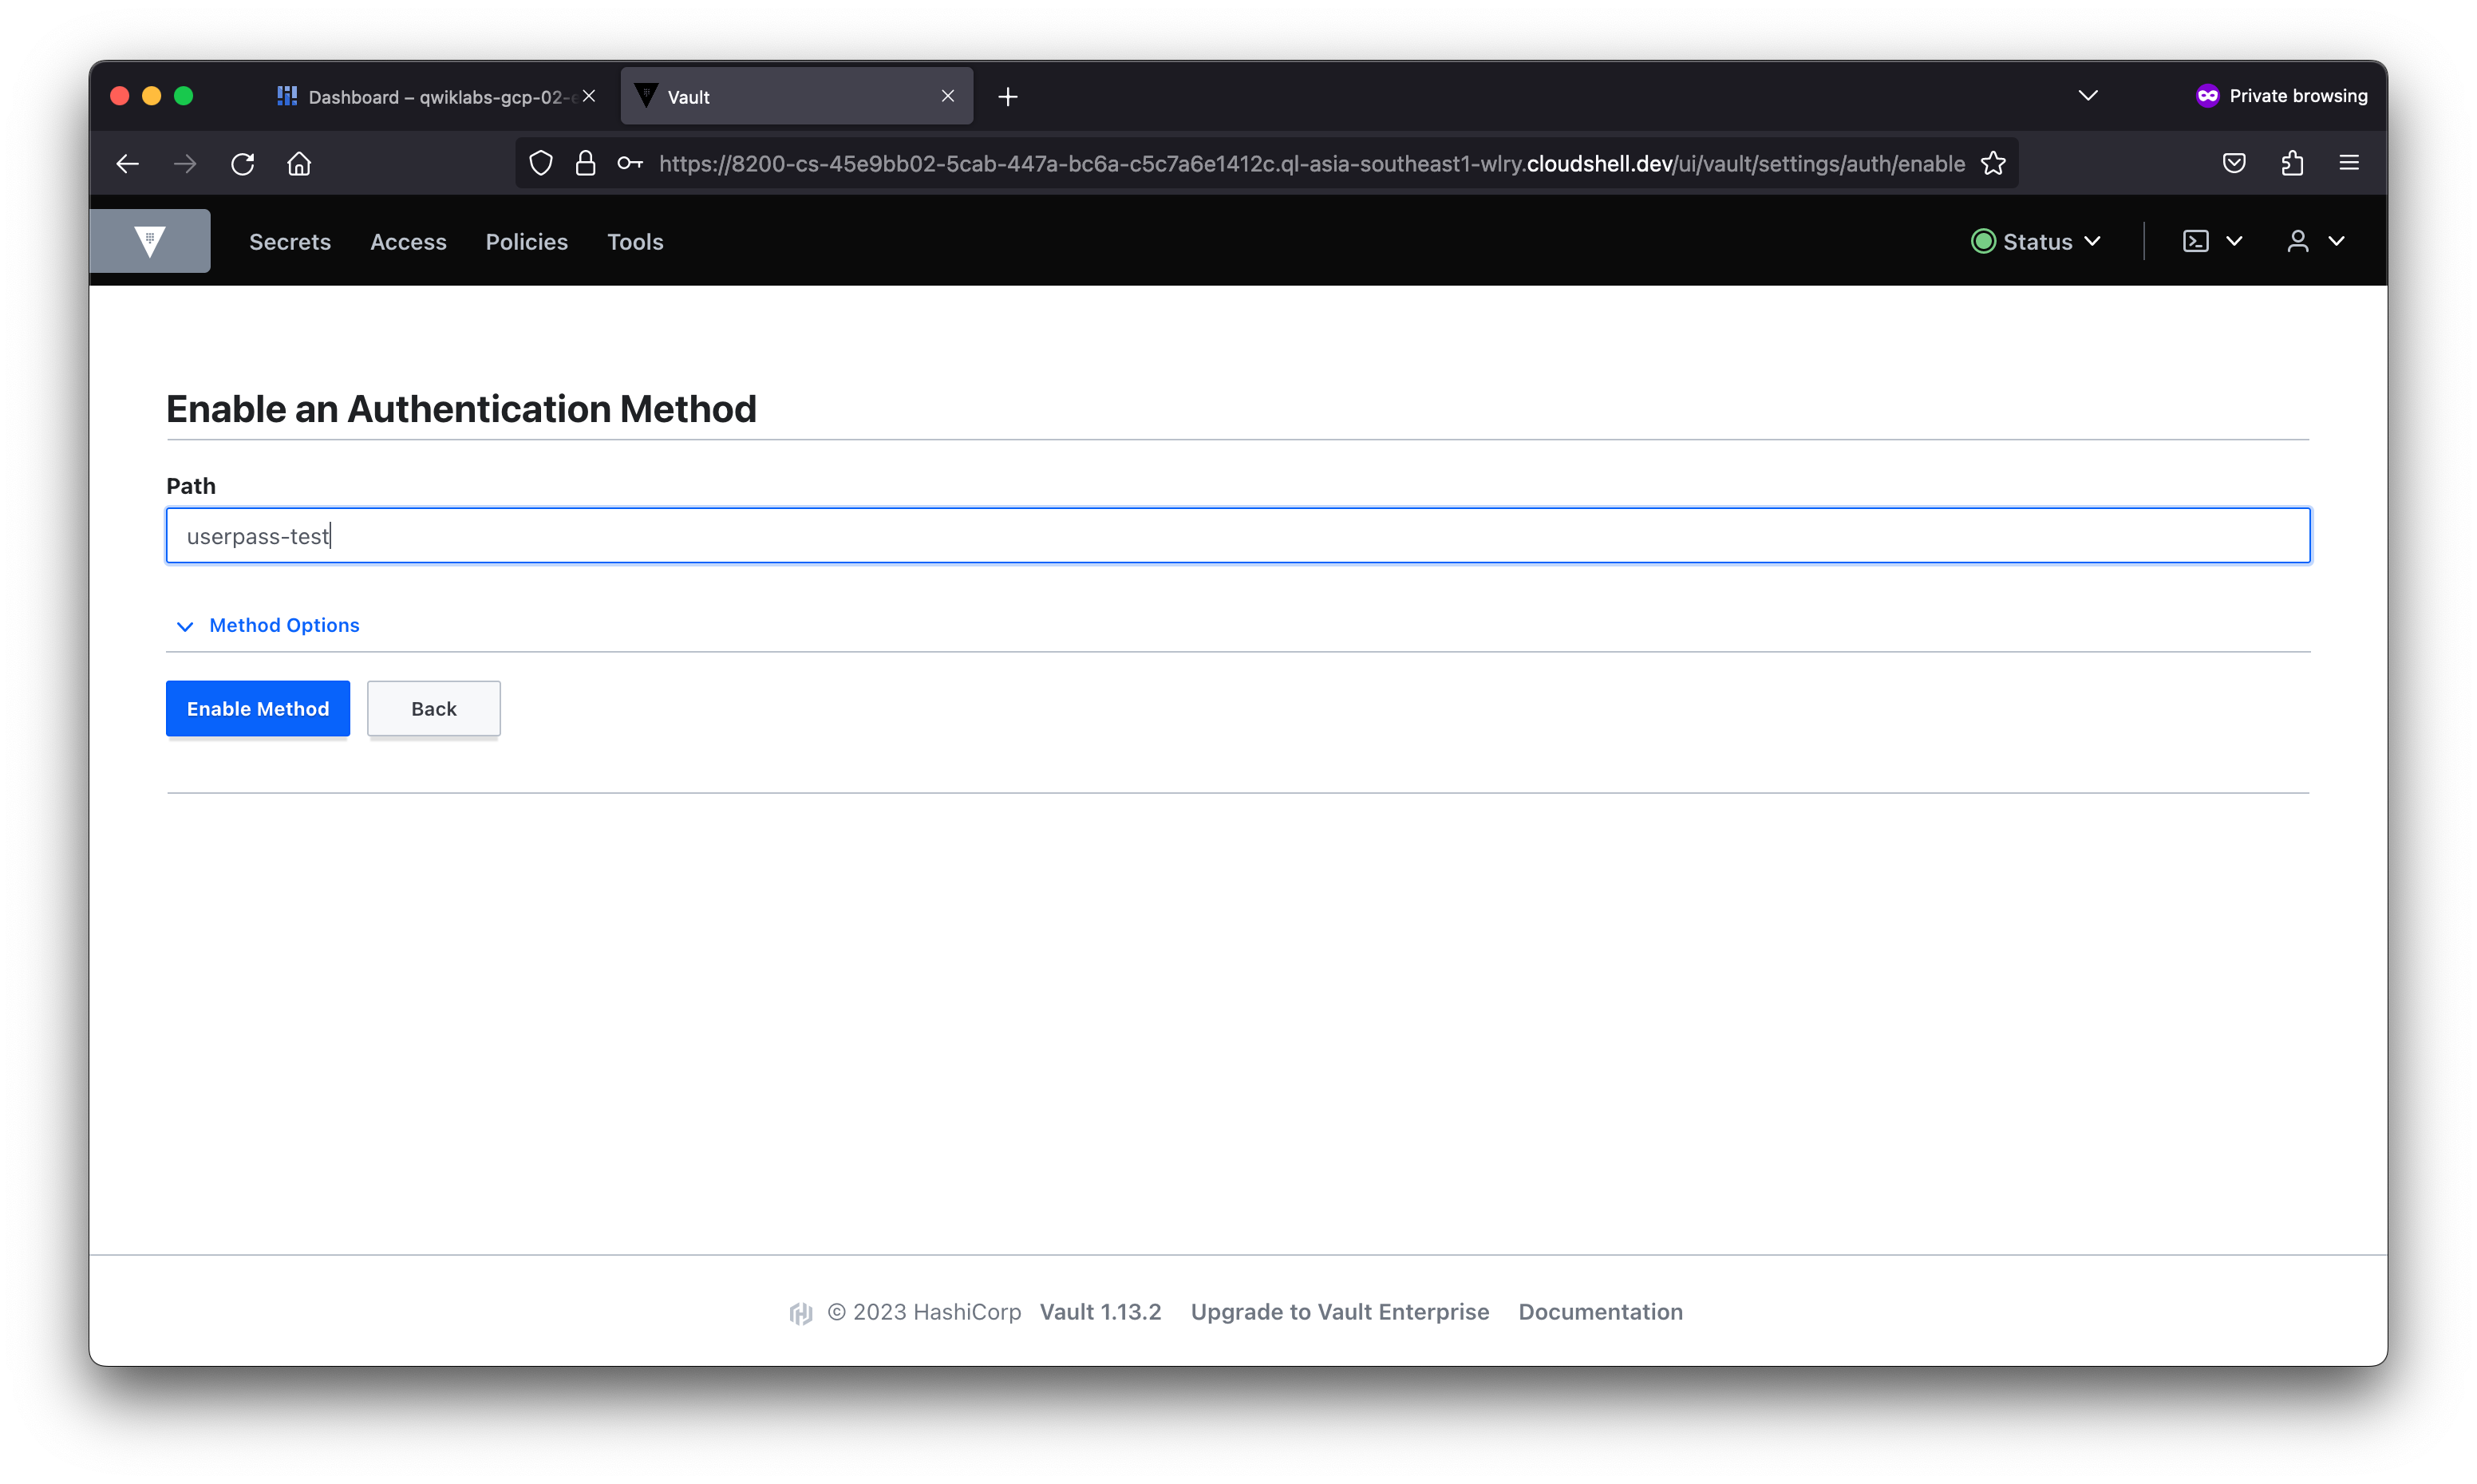 Dashboard – qwiklabs-gcp-02-
Vault
Private browsing
https://8200-cs-45e9bb02-5cab-447a-bc6a-c5c7a6e1412c.ql-asia-southeast1-wlry.cloudshell.dev/ui/vault/settings/auth/enable
Secrets Access Policies Tools Status
Enable an Authentication Method
Path
userpass-test
Method Options
Enable Method Back
© 2023 HashiCorp Vault 1.13.2 Upgrade to Vault Enterprise Documentation